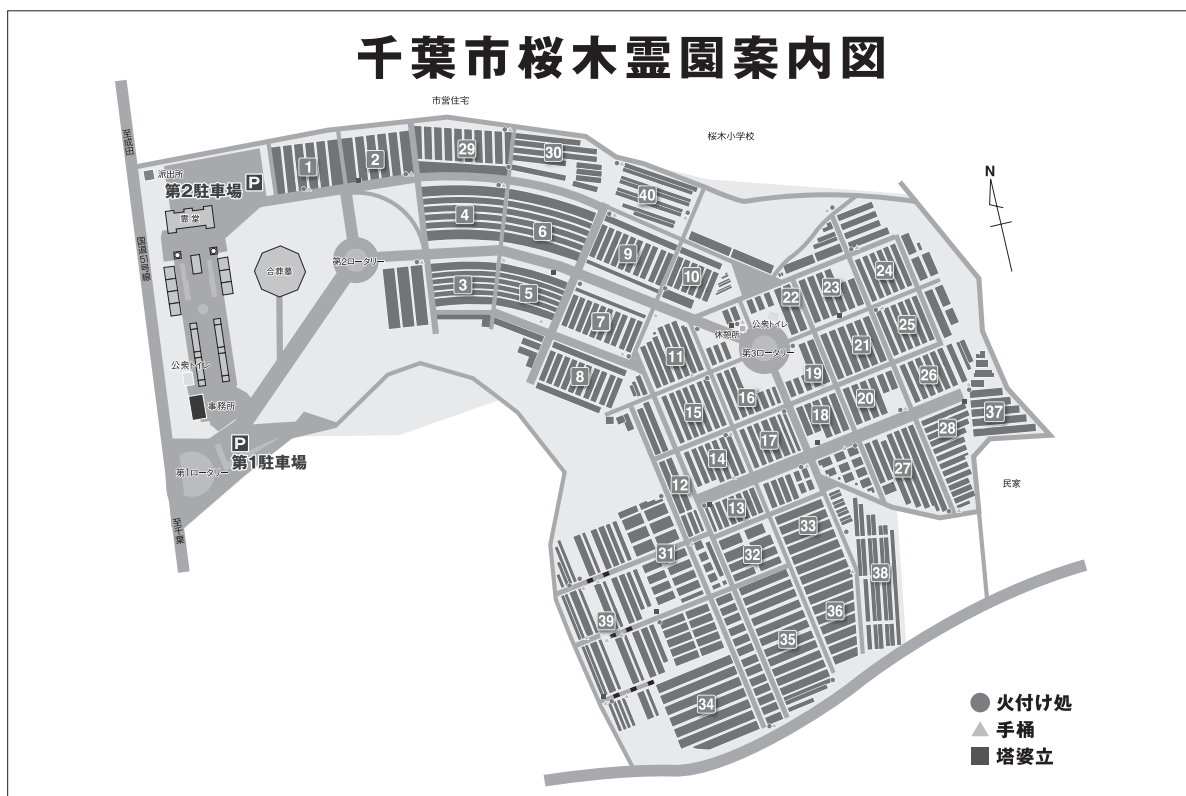 千葉市桜木霊園案内図
市営住宅
桜木小学校
至成田
派出所
P
第2駐車場
霊堂
国道51号線
合葬墓
第2ロータリー
公衆トイレ
事務所
P
第1駐車場
第1ロータリー
至千葉
N
1
2
29
30
40
4
6
9
10
3
5
7
8
22
23
24
公衆トイレ
休憩所
第3ロータリー
25
11
21
19
26
16
15
18
20
37
17
28
14
27
12
13
民家
33
31
32
38
39
36
35
34
火付け処
手桶
塔婆立